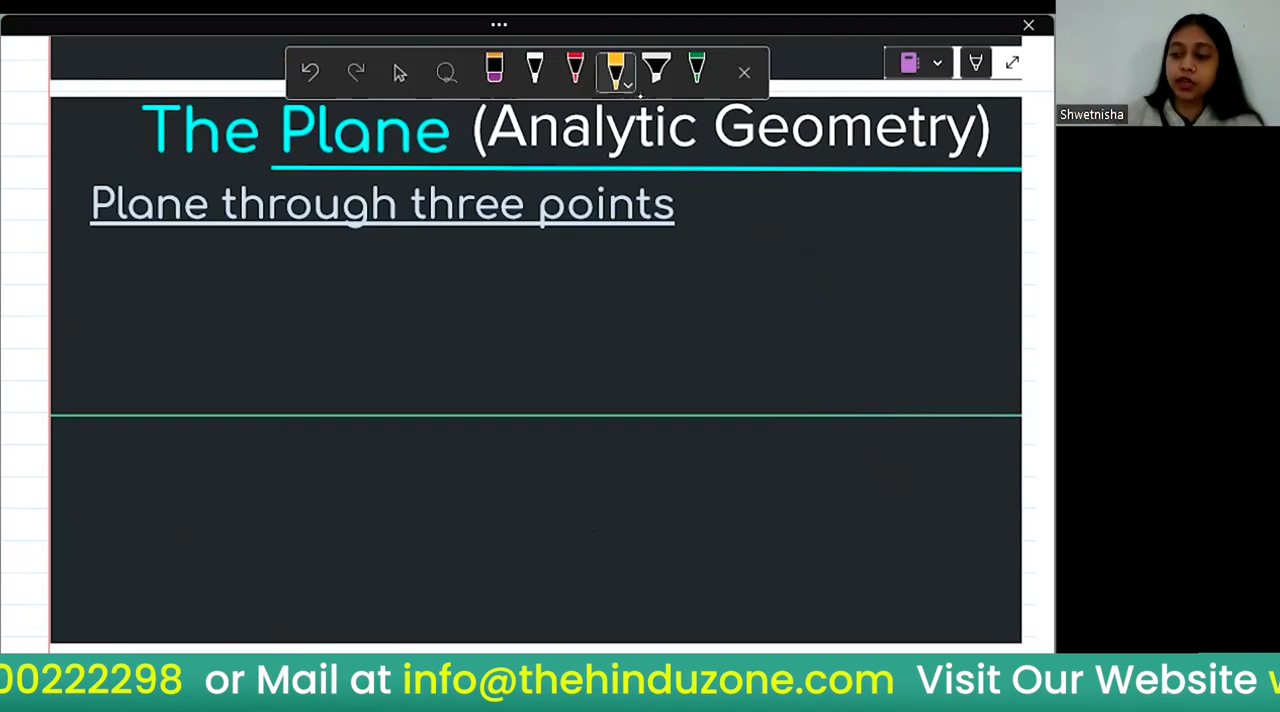 The Plane (Analytic Geometry)
Shwetnisha
Plane through three points
00222298 or Mail at info@thehinduzone.com Visit Our Website